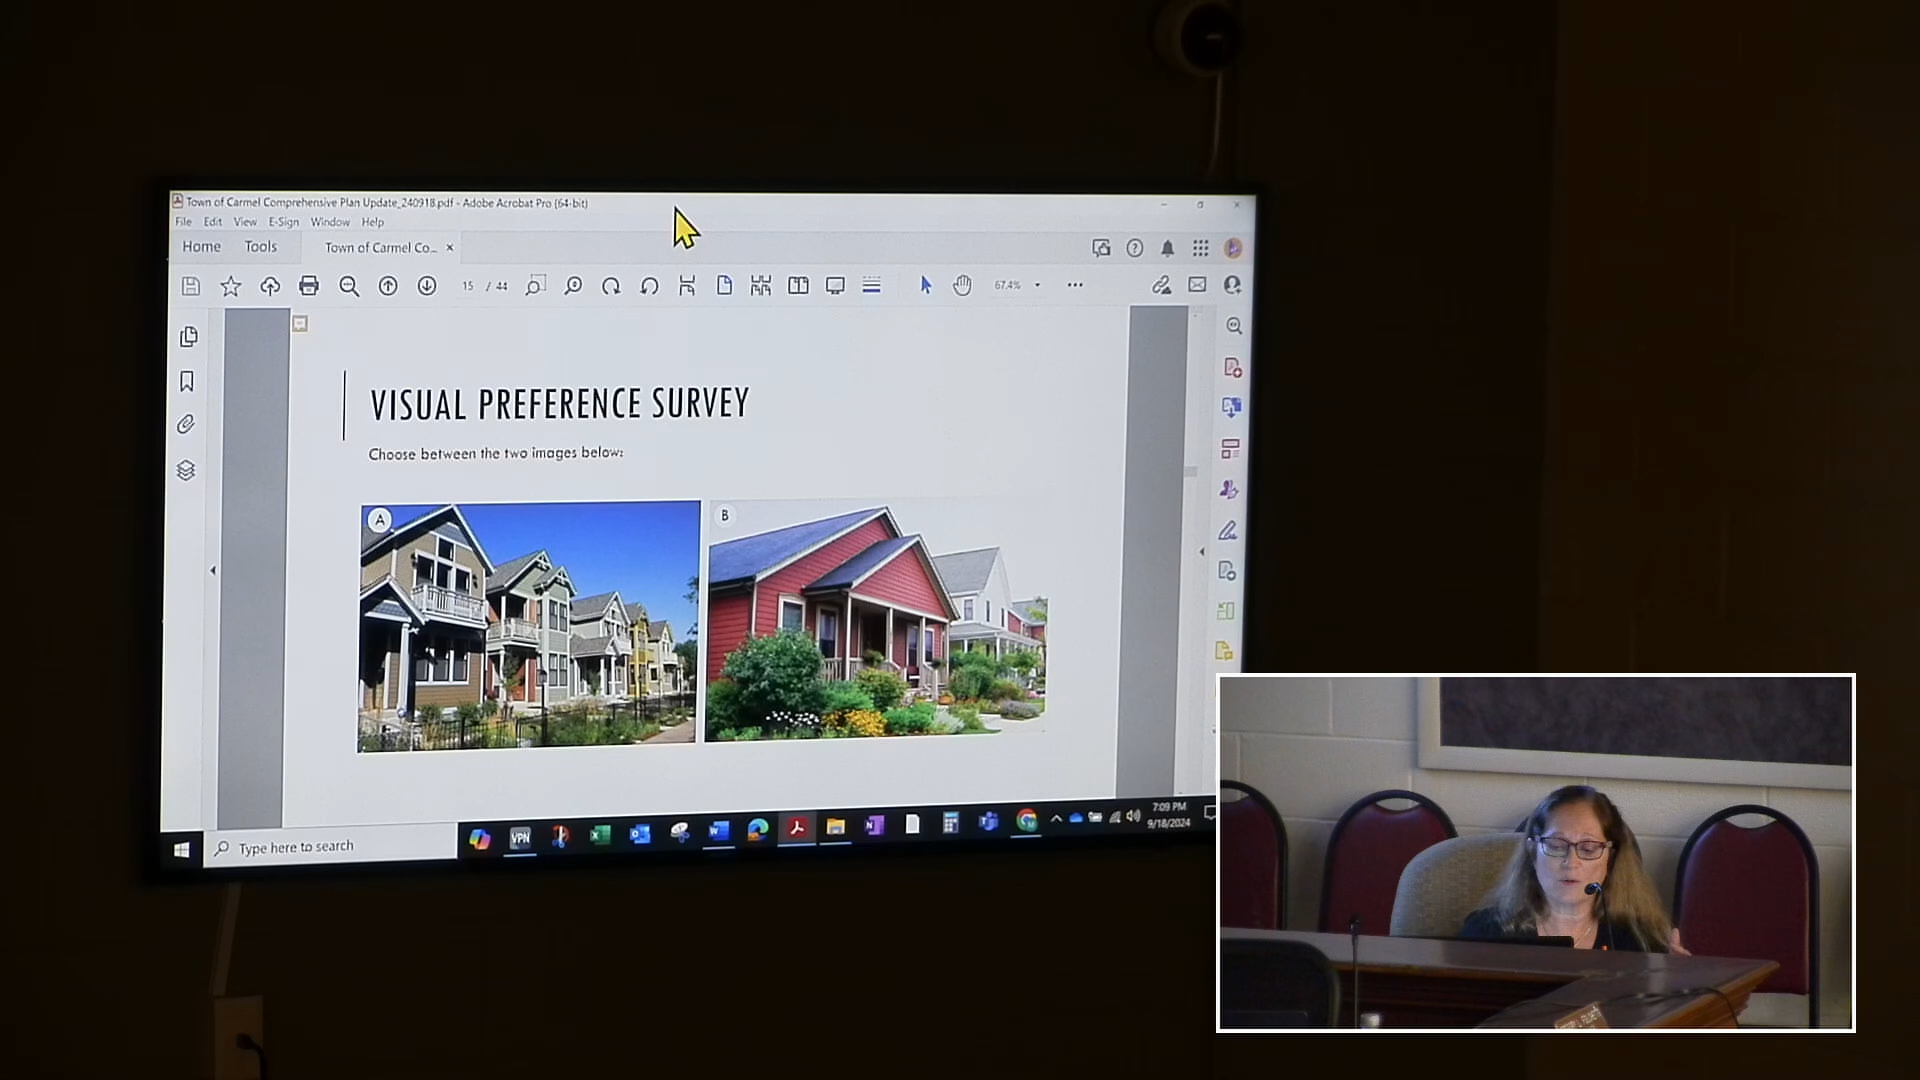 Town of Carmel Comprehensive Plan Update_240918.pdf - Adobe Acrobat Pro (64-bit)
File Edit View E-Sign Window Help
Home Tools Town of Carmel Co... ×
15 / 44 67.4%
VISUAL PREFERENCE SURVEY
Choose between the two images below:
A B
Type here to search
VPN
7:09 PM
9/18/2024